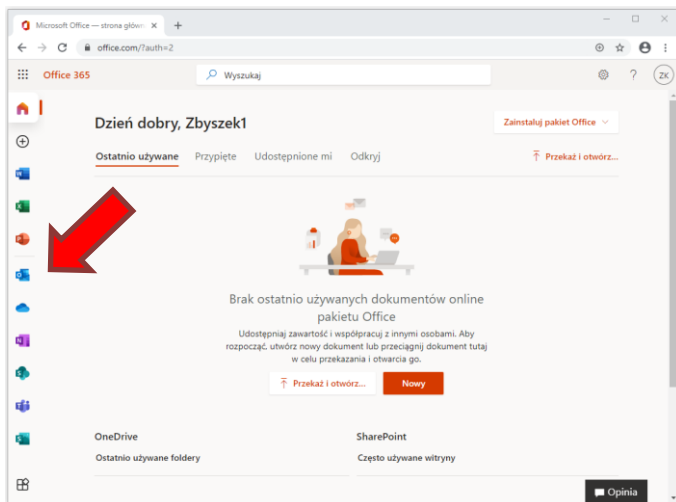 Microsoft Office — strona główn
office.com/?auth=2
Office 365
Wyszukaj
ZK
Dzień dobry, Zbyszek1
Zainstaluj pakiet Office
Ostatnio używane Przypięte Udostępnione mi Odkryj
Przekaż i otwórz...
Brak ostatnio używanych dokumentów online
pakietu Office
Udostępniaj zawartość i współpracuj z innymi osobami. Aby
rozpocząć, utwórz nowy dokument lub przeciągnij dokument tutaj
w celu przekazania i otwarcia go.
Przekaż i otwórz... Nowy
OneDrive SharePoint
Ostatnio używane foldery Często używane witryny
Opinia